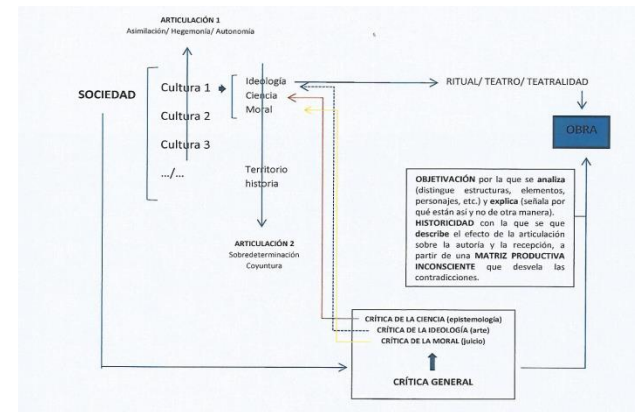 ARTICULACIÓN 1
Asimilación/ Hegemonía/ Autonomía
SOCIEDAD
Cultura 1
Cultura 2
Cultura 3
.../...
Ideología
Ciencia
Moral
Territorio
historia
ARTICULACIÓN 2
Sobredeterminación
Coyuntura
RITUAL/ TEATRO/ TEATRALIDAD
OBRA
OBJETIVACIÓN por la que se analiza
(distingue estructuras, elementos,
personajes, etc.) y explica (señala por
qué están así y no de otra manera).
HISTORICIDAD con la que se que
describe el efecto de la articulación
sobre la autoría y la recepción, a
partir de una MATRIZ PRODUCTIVA
INCONSCIENTE que desvela las
contradicciones.
CRÍTICA DE LA CIENCIA (epistemología)
CRÍTICA DE LA IDEOLOGÍA (arte)
CRÍTICA DE LA MORAL (juicio)
CRÍTICA GENERAL